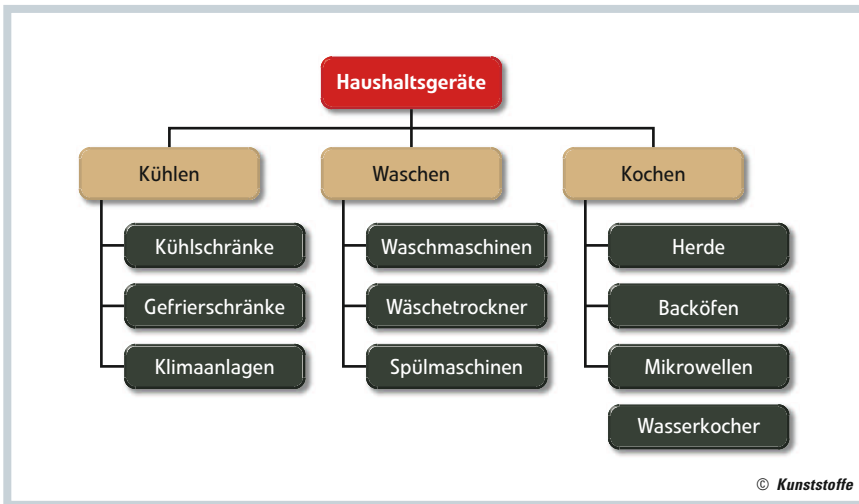 Haushaltsgeräte
Kühlen
Kühlschränke
Gefrierschränke
Klimaanlagen
Waschen
Waschmaschinen
Wäschetrockner
Spülmaschinen
Kochen
Herde
Backöfen
Mikrowellen
Wasserkocher
© Kunststoffe